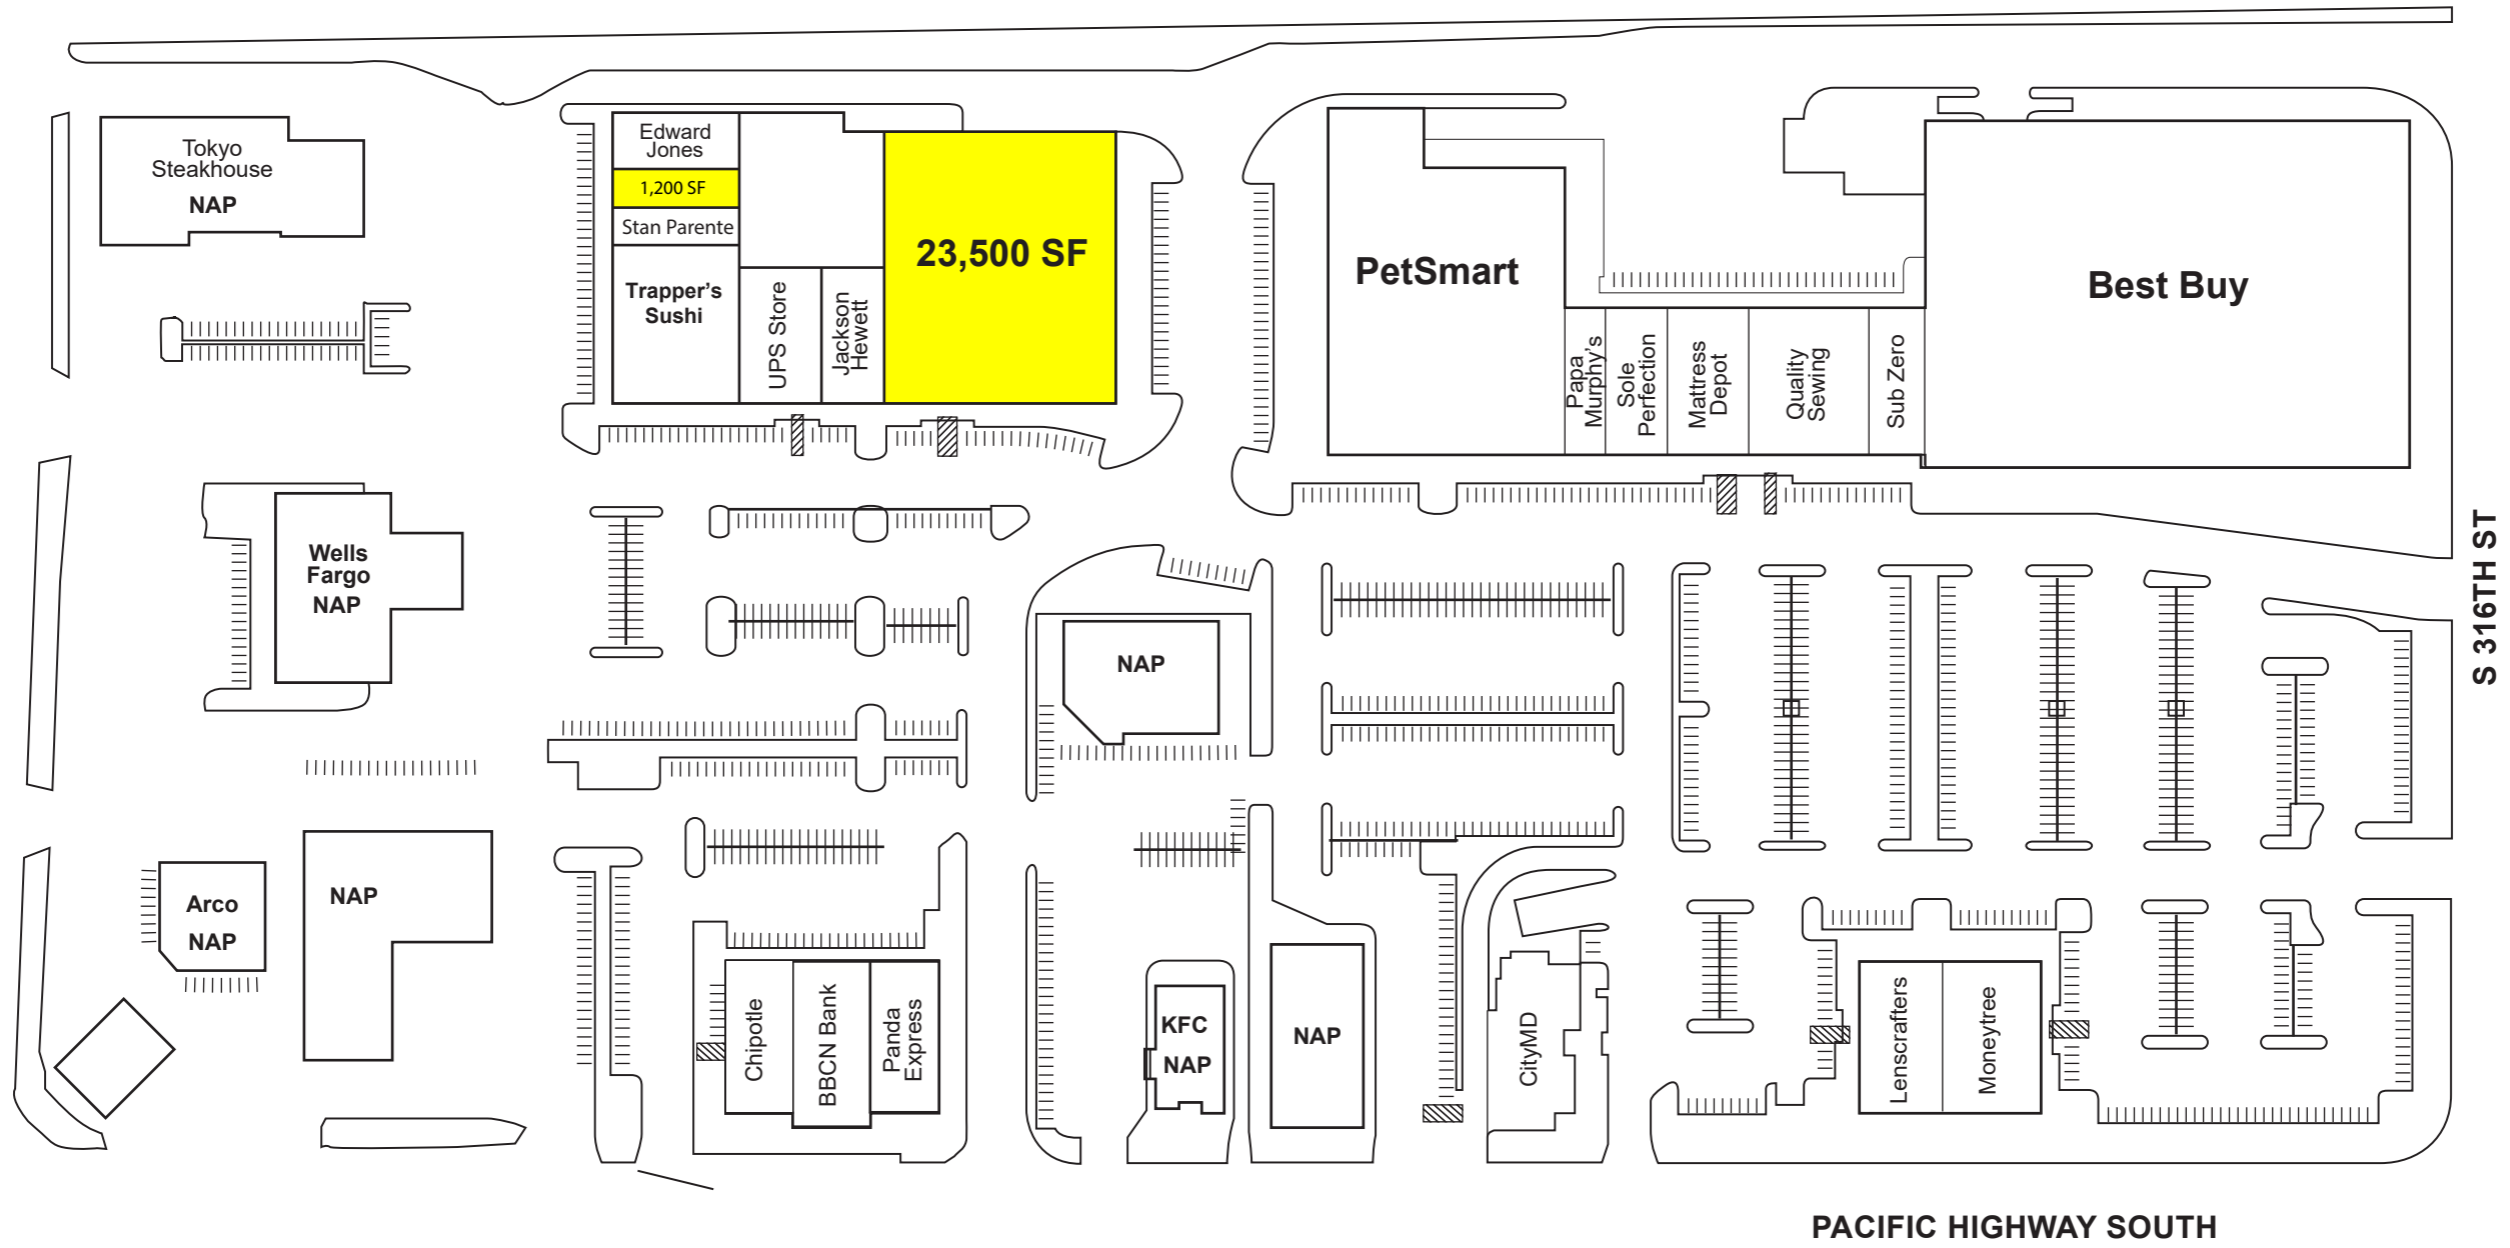 Tokyo
Steakhouse
NAP
Edward
Jones
1,200 SF
Stan Parente
Trapper's
Sushi
UPS Store
Jackson
Hewett
23,500 SF
PetSmart
Papa
Murphy's
Sole
Perfection
Mattress
Depot
Quality
Sewing
Sub Zero
Best Buy
S 316TH ST
Wells
Fargo
NAP
NAP
Arco
NAP
NAP
Chipotle
BBCN Bank
Panda
Express
KFC
NAP
NAP
CityMD
Lenscrafters
Moneytree
PACIFIC HIGHWAY SOUTH